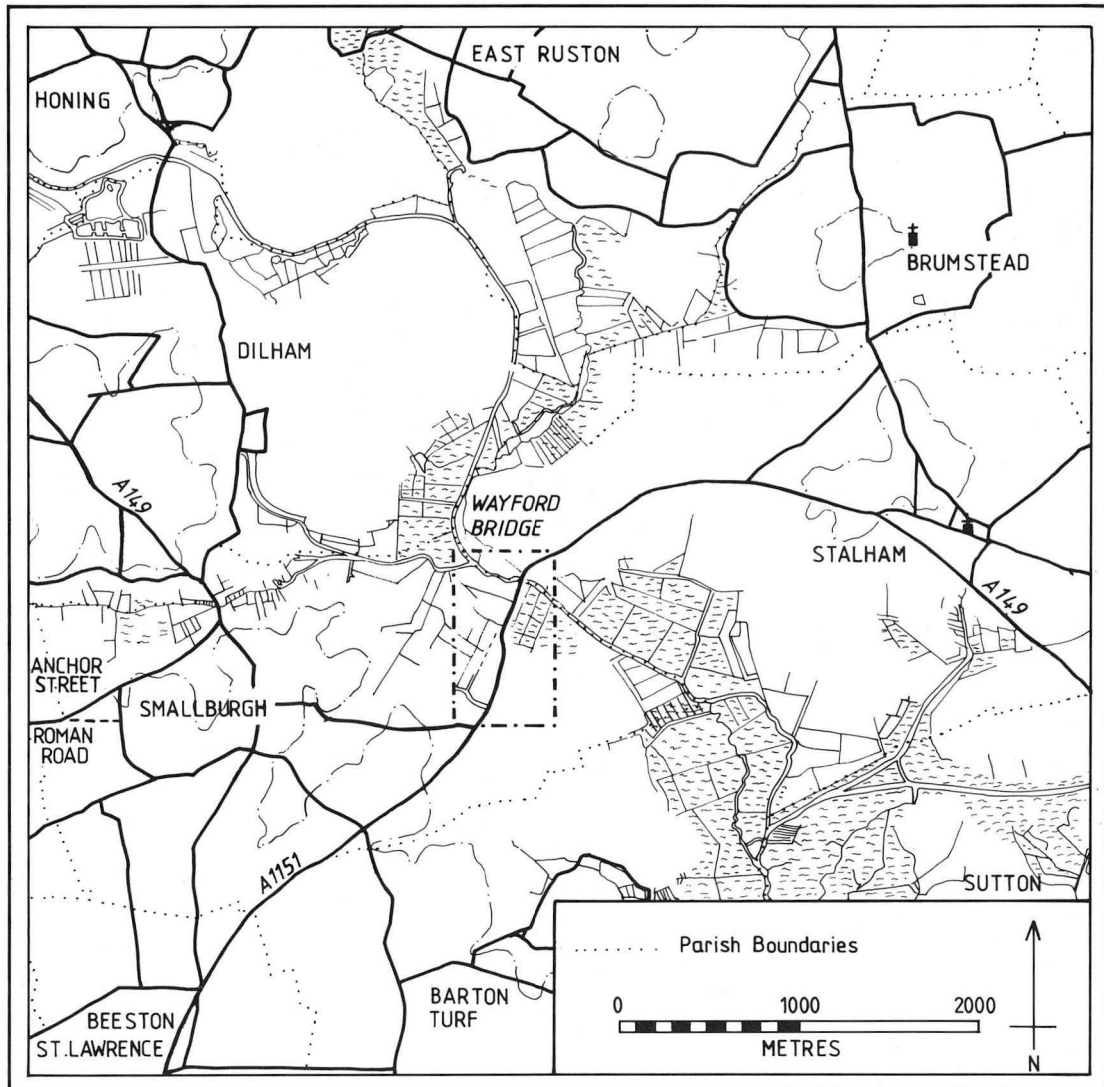 EAST RUSTON
HONING
BRUMSTEAD
DILHAM
A149
WAYFORD
BRIDGE
STALHAM
A149
ANCHOR
STREET
SMALLBURGH
ROMAN
ROAD
A1151
SUTTON
Parish Boundaries
BARTON
TURF
0 1000 2000
METRES
N
BEESTON
ST. LAWRENCE